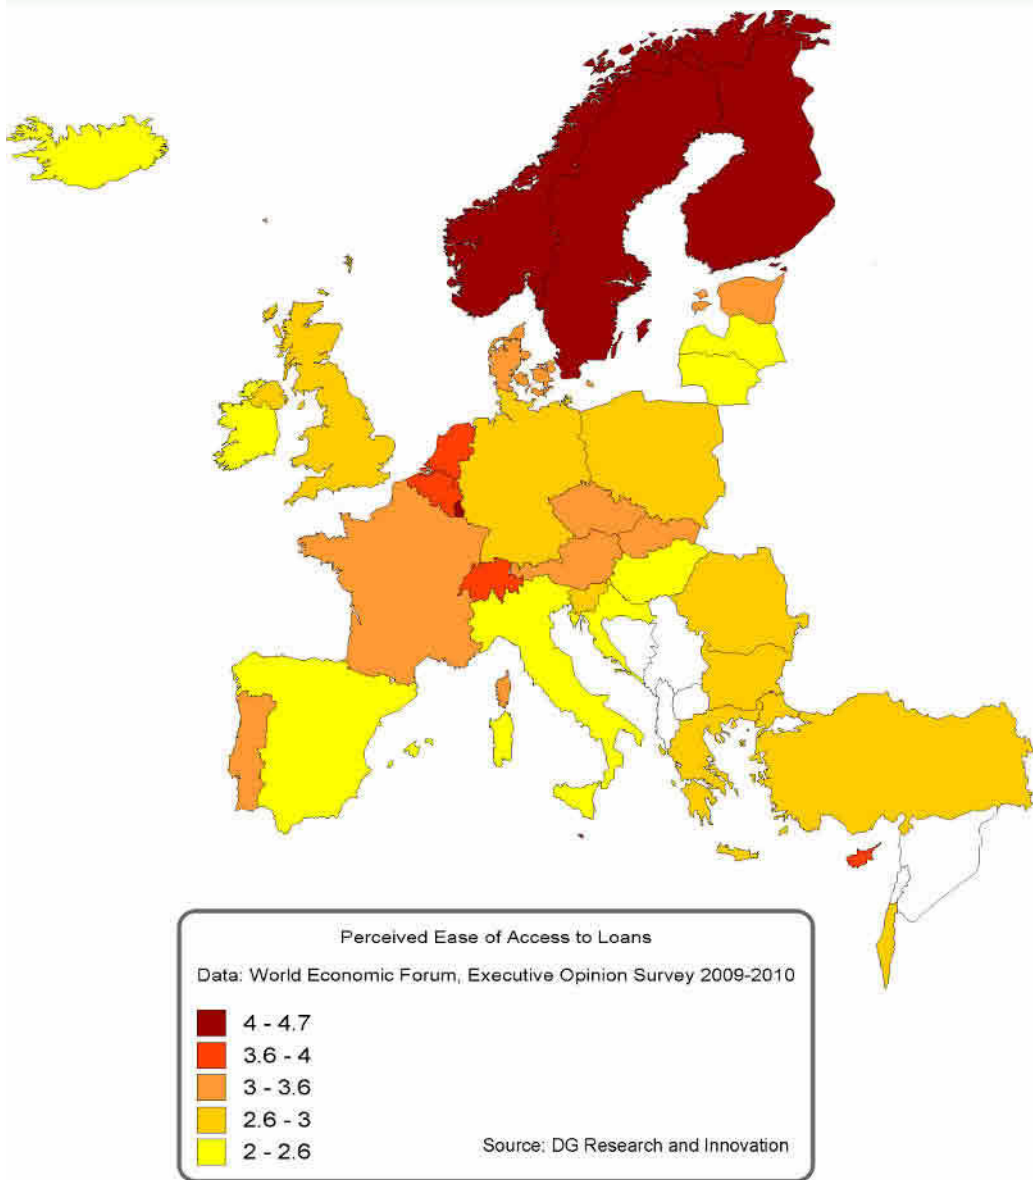 Perceived Ease of Access to Loans
Data: World Economic Forum, Executive Opinion Survey 2009-2010
4 - 4.7
3.6 - 4
3 - 3.6
2.6 - 3
2 - 2.6
Source: DG Research and Innovation